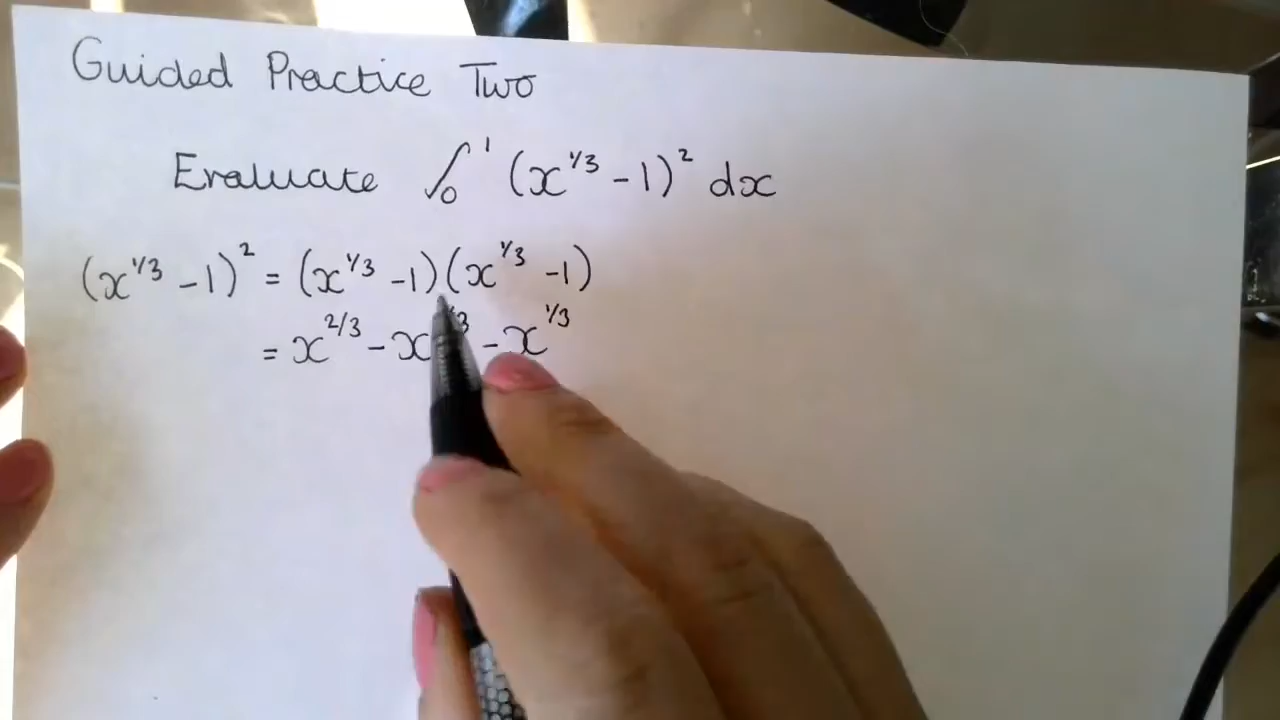 Guided Practice Two
Evaluate ∫₀¹ (x^{1/3} - 1)² dx
(x^{1/3} - 1)² = (x^{1/3} - 1)(x^{1/3} - 1)
= x^{2/3} - x - x^{1/3}